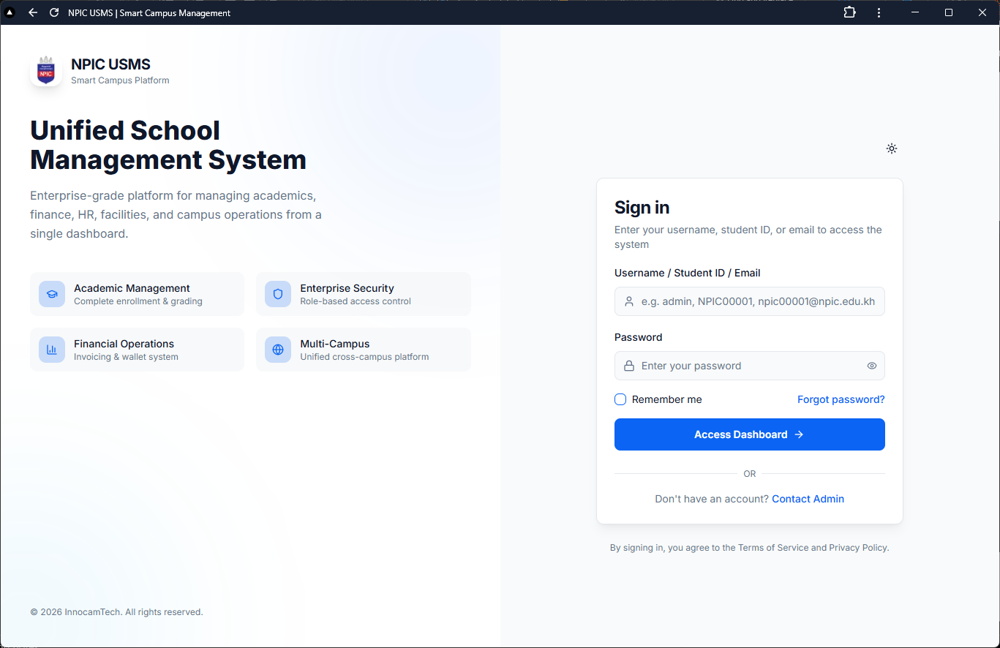 NPIC USMS | Smart Campus Management
NPIC
NPIC USMS
Smart Campus Platform
Unified School
Management System
Enterprise-grade platform for managing academics,
finance, HR, facilities, and campus operations from a
single dashboard.
Academic Management
Complete enrollment & grading
Enterprise Security
Role-based access control
Financial Operations
Invoicing & wallet system
Multi-Campus
Unified cross-campus platform
© 2026 InnocamTech. All rights reserved.
Sign in
Enter your username, student ID, or email to access the
system
Username / Student ID / Email
e.g. admin, NPIC00001, npic00001@npic.edu.kh
Password
Enter your password
Remember me
Forgot password?
Access Dashboard →
OR
Don't have an account? Contact Admin
By signing in, you agree to the Terms of Service and Privacy Policy.